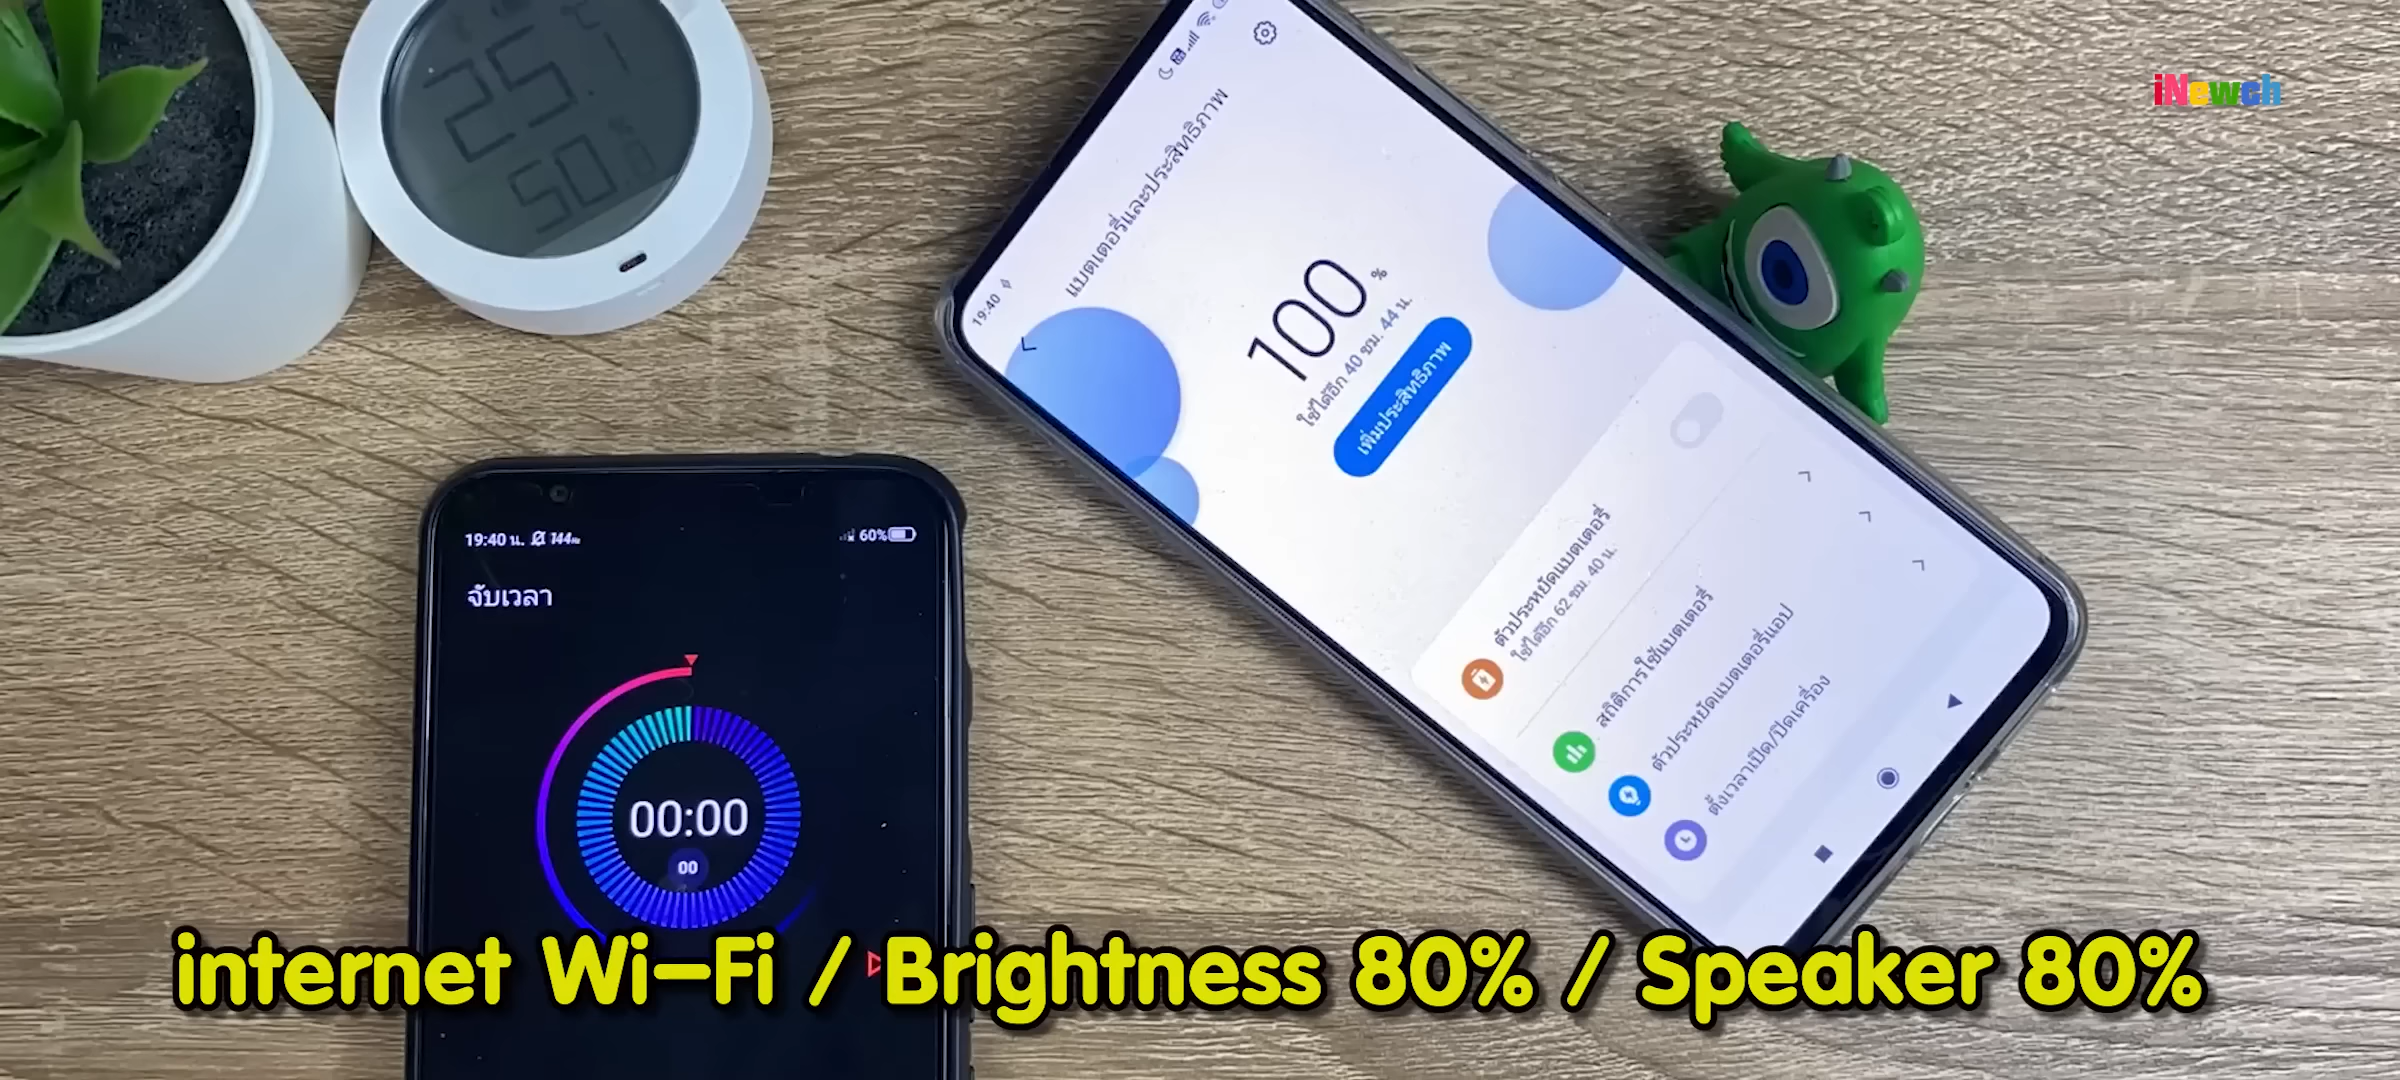 iNewch
25.1 °C
50.8 %
19:40
แบตเตอรี่และประสิทธิภาพ
100 %
ใช้ได้อีก 40 ชม. 44 น.
เพิ่มประสิทธิภาพ
ตัวประหยัดแบตเตอรี่
ใช้ได้อีก 62 ชม. 40 น.
สถิติการใช้แบตเตอรี่
ตัวประหยัดแบตเตอรี่แอป
ตั้งเวลาเปิด/ปิดเครื่อง
19:40 น. 144Hz 60%
จับเวลา
00:00
00
internet Wi-Fi / Brightness 80% / Speaker 80%